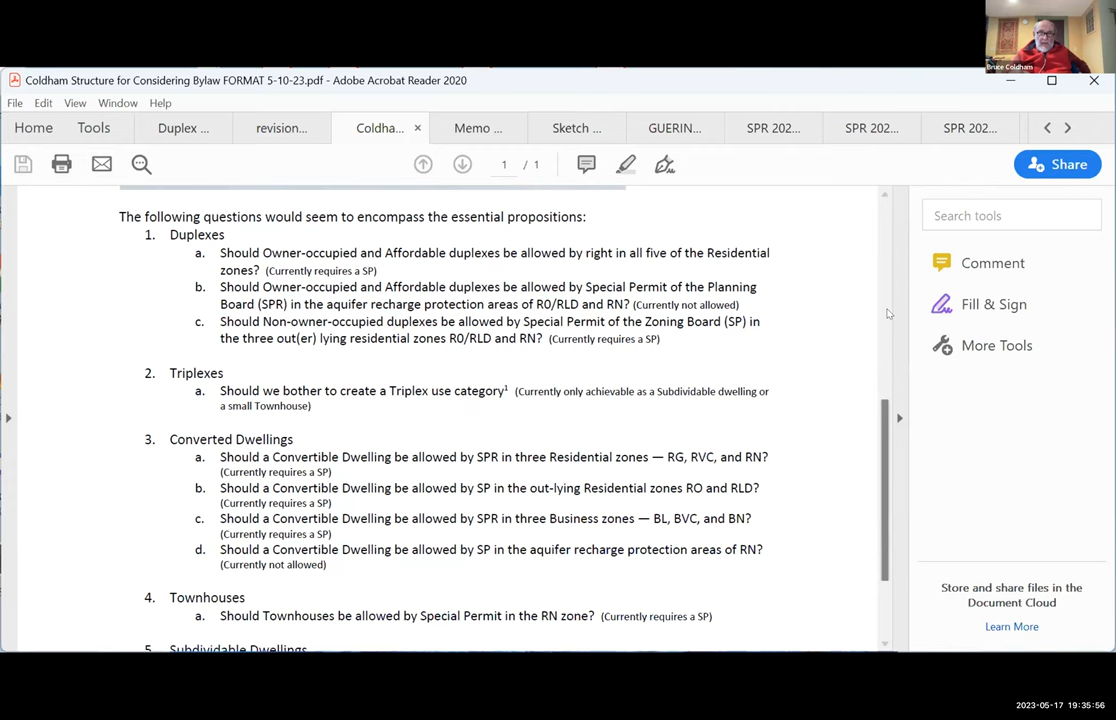 Bruce Coldham
Coldham Structure for Considering Bylaw FORMAT 5-10-23.pdf - Adobe Acrobat Reader 2020
File Edit View Window Help
Home Tools Duplex ... revision... Coldha... × Memo ... Sketch ... GUERIN... SPR 202... SPR 202... SPR 202...
1 / 1 Share
The following questions would seem to encompass the essential propositions:
1. Duplexes
a. Should Owner-occupied and Affordable duplexes be allowed by right in all five of the Residential
zones? (Currently requires a SP)
b. Should Owner-occupied and Affordable duplexes be allowed by Special Permit of the Planning
Board (SPR) in the aquifer recharge protection areas of R0/RLD and RN? (Currently not allowed)
c. Should Non-owner-occupied duplexes be allowed by Special Permit of the Zoning Board (SP) in
the three out(er) lying residential zones R0/RLD and RN? (Currently requires a SP)
2. Triplexes
a. Should we bother to create a Triplex use category1 (Currently only achievable as a Subdividable dwelling or
a small Townhouse)
3. Converted Dwellings
a. Should a Convertible Dwelling be allowed by SPR in three Residential zones — RG, RVC, and RN?
(Currently requires a SP)
b. Should a Convertible Dwelling be allowed by SP in the out-lying Residential zones RO and RLD?
(Currently requires a SP)
c. Should a Convertible Dwelling be allowed by SPR in three Business zones — BL, BVC, and BN?
(Currently requires a SP)
d. Should a Convertible Dwelling be allowed by SP in the aquifer recharge protection areas of RN?
(Currently not allowed)
4. Townhouses
a. Should Townhouses be allowed by Special Permit in the RN zone? (Currently requires a SP)
5. Subdividable Dwellings
Search tools
Comment
Fill & Sign
More Tools
Store and share files in the
Document Cloud
Learn More
2023-05-17 19:35:56